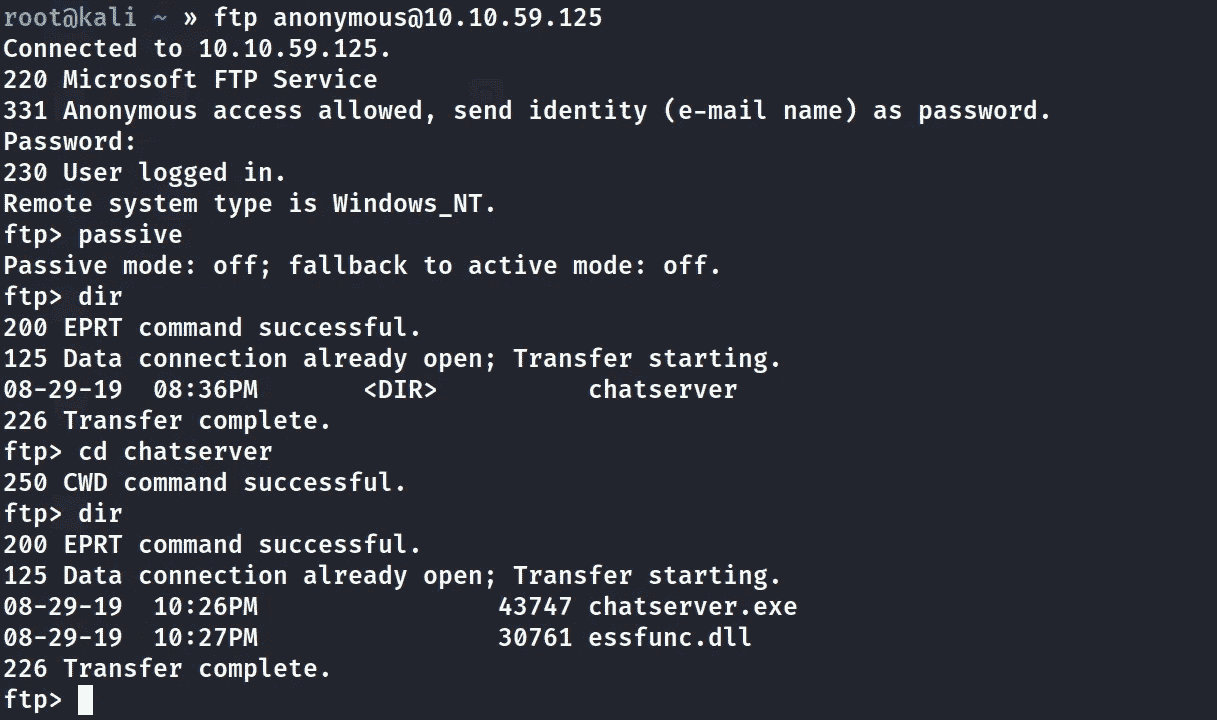 root@kali ~ » ftp anonymous@10.10.59.125
Connected to 10.10.59.125.
220 Microsoft FTP Service
331 Anonymous access allowed, send identity (e-mail name) as password.
Password:
230 User logged in.
Remote system type is Windows_NT.
ftp> passive
Passive mode: off; fallback to active mode: off.
ftp> dir
200 EPRT command successful.
125 Data connection already open; Transfer starting.
08-29-19  08:36PM       <DIR>          chatserver
226 Transfer complete.
ftp> cd chatserver
250 CWD command successful.
ftp> dir
200 EPRT command successful.
125 Data connection already open; Transfer starting.
08-29-19  10:26PM                43747 chatserver.exe
08-29-19  10:27PM                30761 essfunc.dll
226 Transfer complete.
ftp>